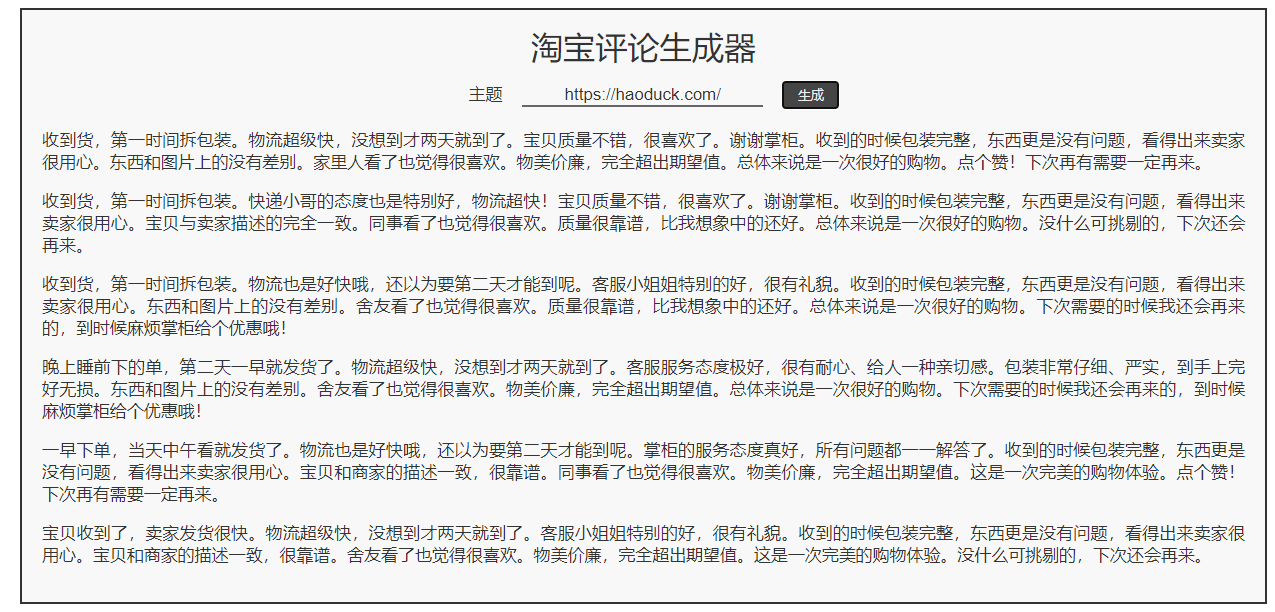 淘宝评论生成器
主题 https://haoduck.com/ 生成
收到货，第一时间拆包装。物流超级快，没想到才两天就到了。宝贝质量不错，很喜欢了。谢谢掌柜。收到的时候包装完整，东西更是没有问题，看得出来卖家
很用心。东西和图片上的没有差别。家里人看了也觉得很喜欢。物美价廉，完全超出期望值。总体来说是一次很好的购物。点个赞！下次再有需要一定再来。
收到货，第一时间拆包装。快递小哥的态度也是特别好，物流超快！宝贝质量不错，很喜欢了。谢谢掌柜。收到的时候包装完整，东西更是没有问题，看得出来
卖家很用心。宝贝与卖家描述的完全一致。同事看了也觉得很喜欢。质量很靠谱，比我想象中的还好。总体来说是一次很好的购物。没什么可挑剔的，下次还会
再来。
收到货，第一时间拆包装。物流也是好快哦，还以为要第二天才能到呢。客服小姐姐特别的好，很有礼貌。收到的时候包装完整，东西更是没有问题，看得出来
卖家很用心。东西和图片上的没有差别。舍友看了也觉得很喜欢。质量很靠谱，比我想象中的还好。总体来说是一次很好的购物。下次需要的时候我还会再来
的，到时候麻烦掌柜给个优惠哦！
晚上睡前下的单，第二天一早就发货了。物流超级快，没想到才两天就到了。客服服务态度极好，很有耐心、给人一种亲切感。包装非常仔细、严实，到手上完
好无损。东西和图片上的没有差别。舍友看了也觉得很喜欢。物美价廉，完全超出期望值。总体来说是一次很好的购物。下次需要的时候我还会再来的，到时候
麻烦掌柜给个优惠哦！
一早下单，当天中午看就发货了。物流也是好快哦，还以为要第二天才能到呢。掌柜的服务态度真好，所有问题都一一解答了。收到的时候包装完整，东西更是
没有问题，看得出来卖家很用心。宝贝和商家的描述一致，很靠谱。同事看了也觉得很喜欢。物美价廉，完全超出期望值。这是一次完美的购物体验。点个赞！
下次再有需要一定再来。
宝贝收到了，卖家发货很快。物流超级快，没想到才两天就到了。客服小姐姐特别的好，很有礼貌。收到的时候包装完整，东西更是没有问题，看得出来卖家很
用心。宝贝和商家的描述一致，很靠谱。舍友看了也觉得很喜欢。物美价廉，完全超出期望值。这是一次完美的购物体验。没什么可挑剔的，下次还会再来。